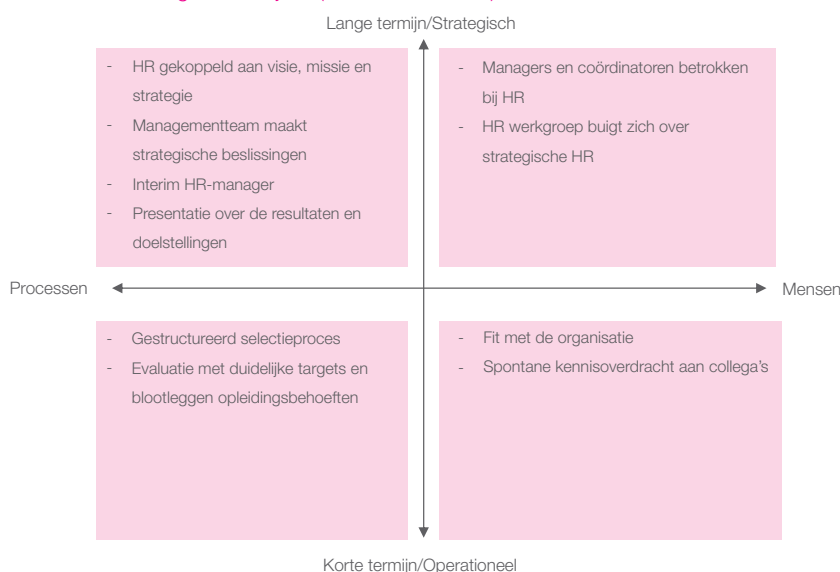 Lange termijn/Strategisch
- HR gekoppeld aan visie, missie en
strategie
- Managementteam maakt
strategische beslissingen
- Interim HR-manager
- Presentatie over de resultaten en
doelstellingen
- Managers en coördinatoren betrokken
bij HR
- HR werkgroep buigt zich over
strategische HR
Processen
Mensen
- Gestructureerd selectieproces
- Evaluatie met duidelijke targets en
blootleggen opleidingsbehoeften
- Fit met de organisatie
- Spontane kennisoverdracht aan collega's
Korte termijn/Operationeel